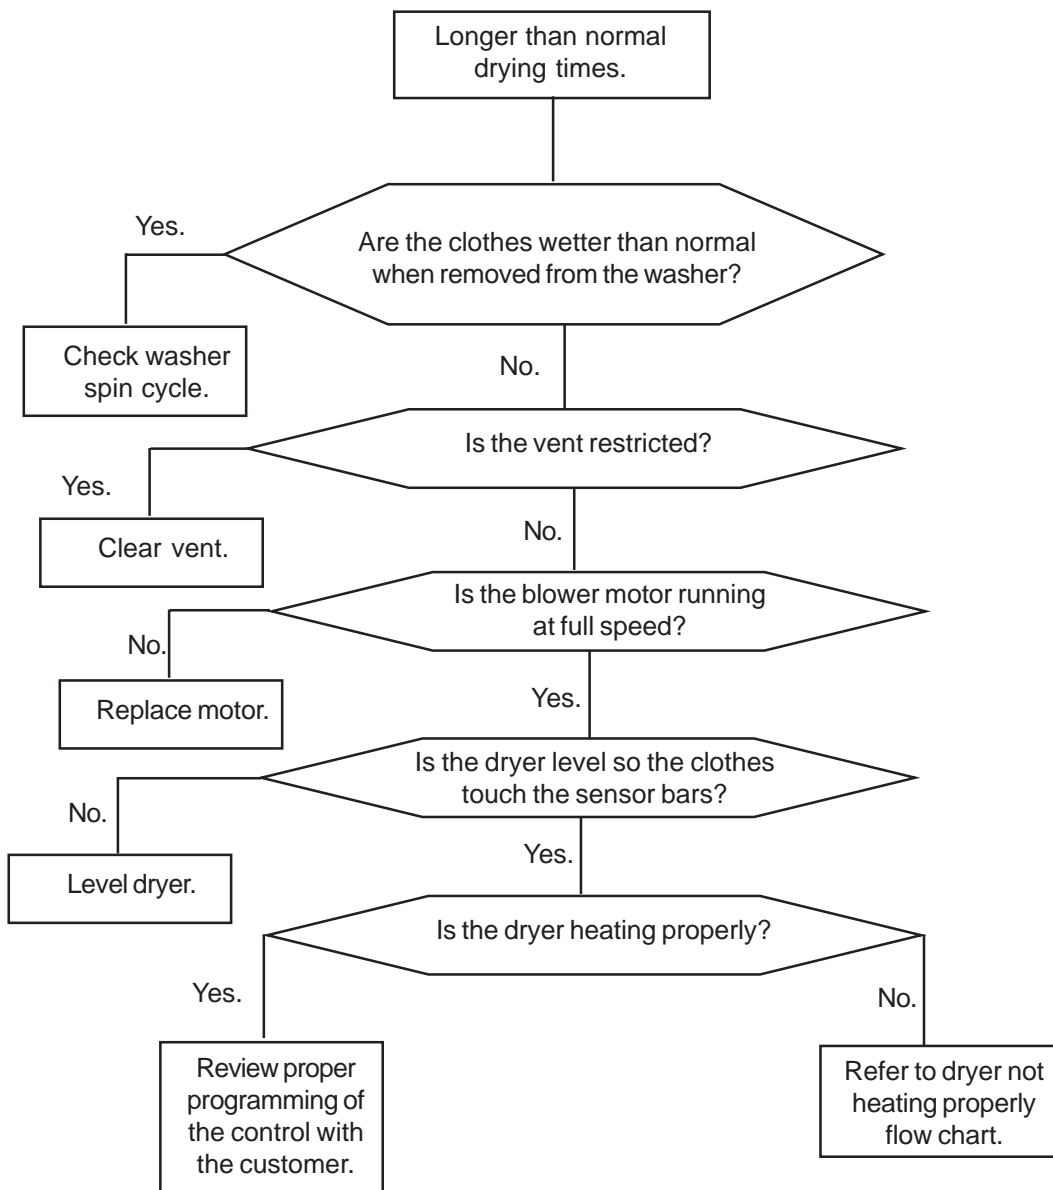 Longer than normal
drying times.
Yes.
Are the clothes wetter than normal
when removed from the washer?
Check washer
spin cycle.
No.
Is the vent restricted?
Yes.
Clear vent.
No.
Is the blower motor running
at full speed?
No.
Replace motor.
Yes.
Is the dryer level so the clothes
touch the sensor bars?
No.
Level dryer.
Yes.
Is the dryer heating properly?
Yes.
Review proper
programming of
the control with
the customer.
No.
Refer to dryer not
heating properly
flow chart.